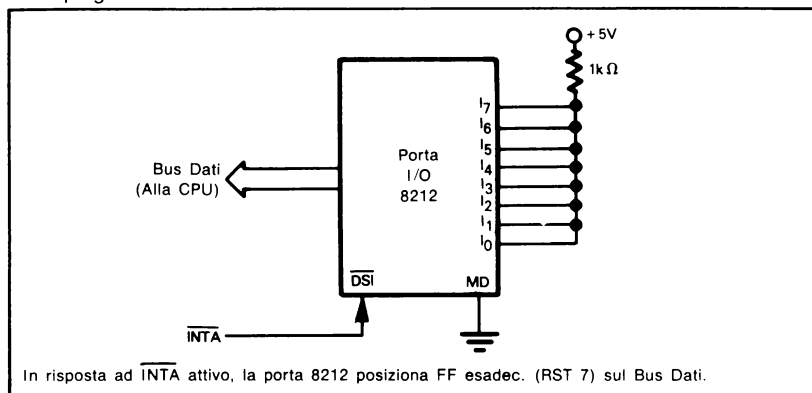 +5V
1kΩ
I7
I6
I5
I4
I3
I2
I1
I0
Porta
I/O
8212
Bus Dati
(Alla CPU)
DSI
MD
INTA
In risposta ad INTA attivo, la porta 8212 posiziona FF esadec. (RST 7) sul Bus Dati.